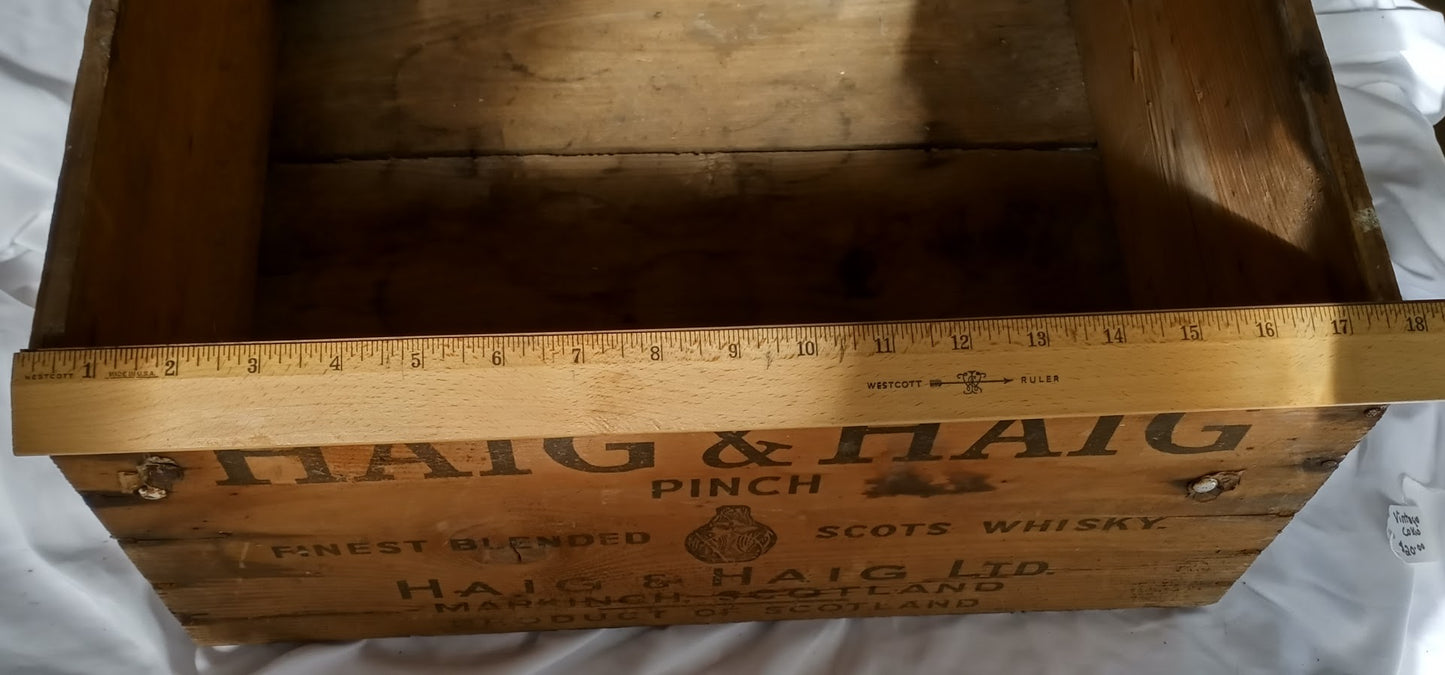 1 2 3 4 5 6 7 8 9 10 11 12 13 14 15 16 17 18
WESTCOTT MADE IN U.S.A.
WESTCOTT RULER
HAIG & HAIG
PINCH
FINEST BLENDED SCOTS WHISKY.
HAIG & HAIG LTD.
MARKINCH, SCOTLAND
PRODUCT OF SCOTLAND
Vintage
$20.00